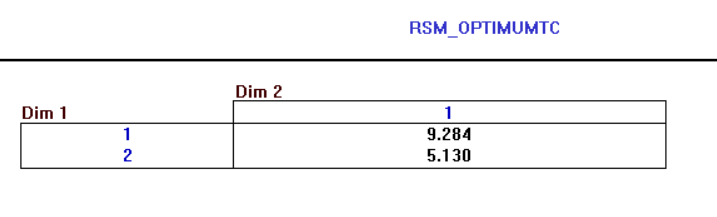 RSM_OPTIMUMTC
Dim 2
Dim 1 1
1 9.284
2 5.130